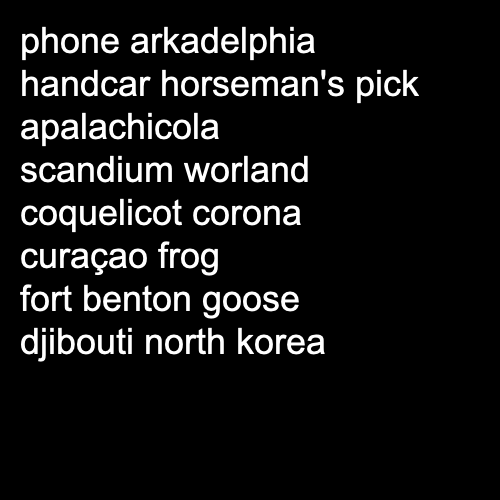 phone arkadelphia
handcar horseman's pick
apalachicola
scandium worland
coquelicot corona
curaçao frog
fort benton goose
djibouti north korea